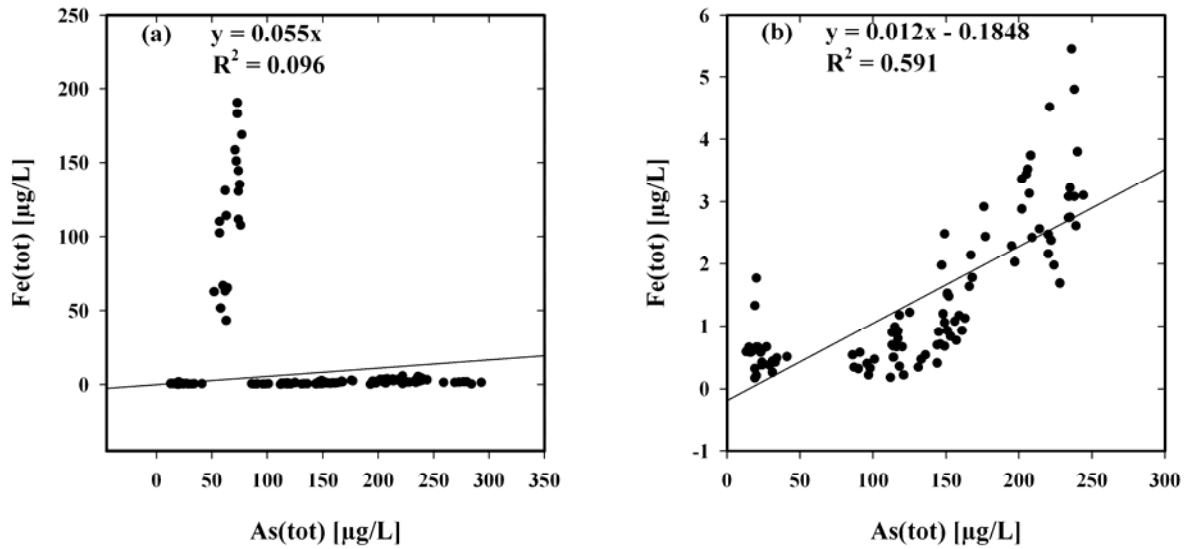 (a) y = 0.055x
R² = 0.096
250
200
150
100
50
0
Fe(tot) [µg/L]
0 50 100 150 200 250 300 350
As(tot) [µg/L]
(b) y = 0.012x - 0.1848
R² = 0.591
6
5
4
3
2
1
0
-1
Fe(tot) [µg/L]
0 50 100 150 200 250 300
As(tot) [µg/L]